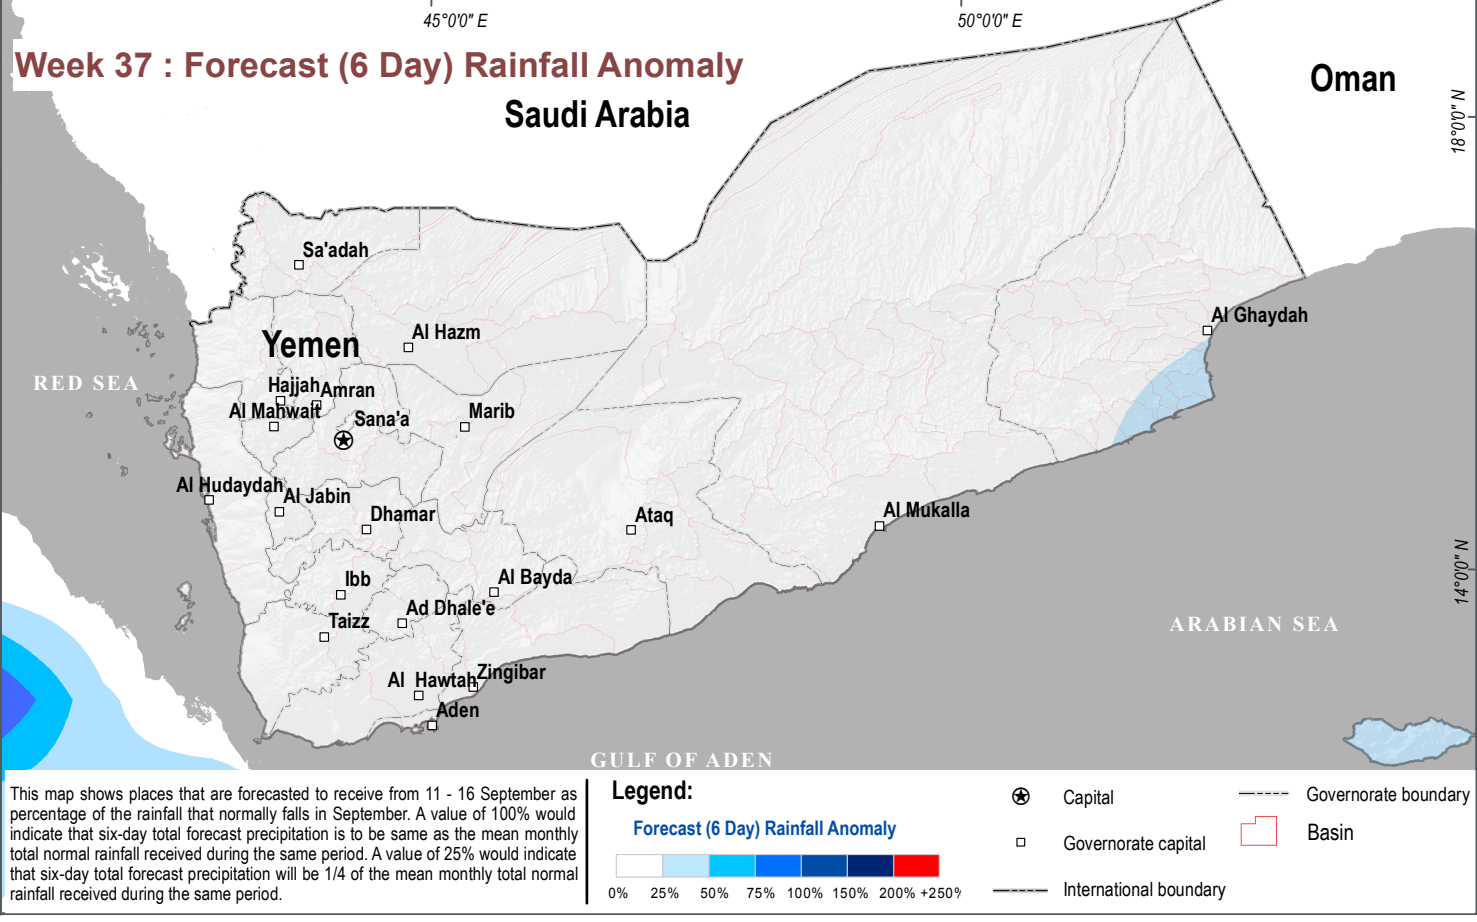 45°0'0" E
50°0'0" E
Week 37 : Forecast (6 Day) Rainfall Anomaly
Oman
Saudi Arabia
18°0'0" N
Sa'adah
Al Ghaydah
Al Hazm
Yemen
RED SEA
Hajjah
Amran
Al Mahwait
Sana'a
Marib
Al Hudaydah
Al Jabin
Dhamar
Ataq
Al Mukalla
14°0'0" N
Ibb
Al Bayda
Ad Dhale'e
Taizz
ARABIAN SEA
Al Hawtah
Zingibar
Aden
GULF OF ADEN
This map shows places that are forecasted to receive from 11 - 16 September as
percentage of the rainfall that normally falls in September. A value of 100% would
indicate that six-day total forecast precipitation is to be same as the mean monthly
total normal rainfall received during the same period. A value of 25% would indicate
that six-day total forecast precipitation will be 1/4 of the mean monthly total normal
rainfall received during the same period.
Legend:
Forecast (6 Day) Rainfall Anomaly
0% 25% 50% 75% 100% 150% 200% +250%
Capital
Governorate capital
International boundary
Governorate boundary
Basin